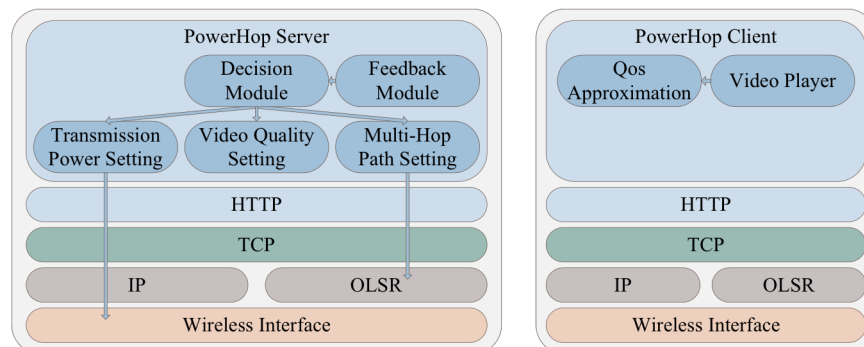 PowerHop Server
Decision
Module
Feedback
Module
Transmission
Power Setting
Video Quality
Setting
Multi-Hop
Path Setting
HTTP
TCP
IP
OLSR
Wireless Interface
PowerHop Client
Qos
Approximation
Video Player
HTTP
TCP
IP
OLSR
Wireless Interface